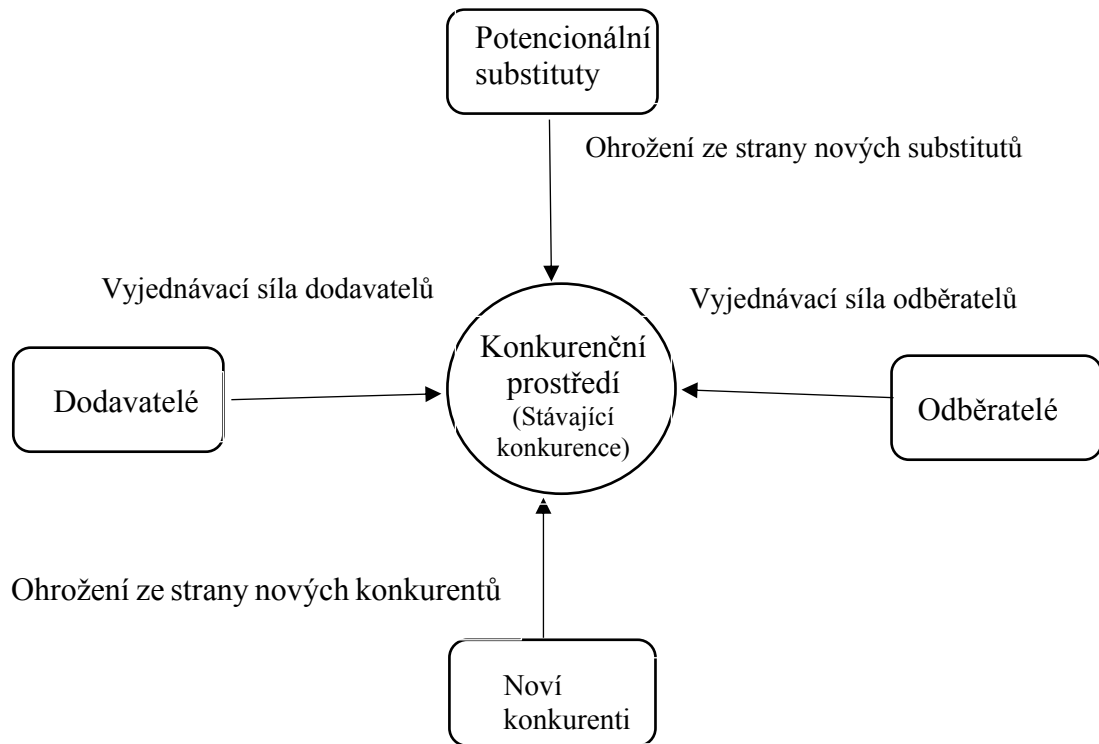 Potencionální
substituty
Ohrožení ze strany nových substitutů
Vyjednávací síla dodavatelů
Vyjednávací síla odběratelů
Konkurenční
prostředí
(Stávající
konkurence)
Dodavatelé
Odběratelé
Ohrožení ze strany nových konkurentů
Noví
konkurenti